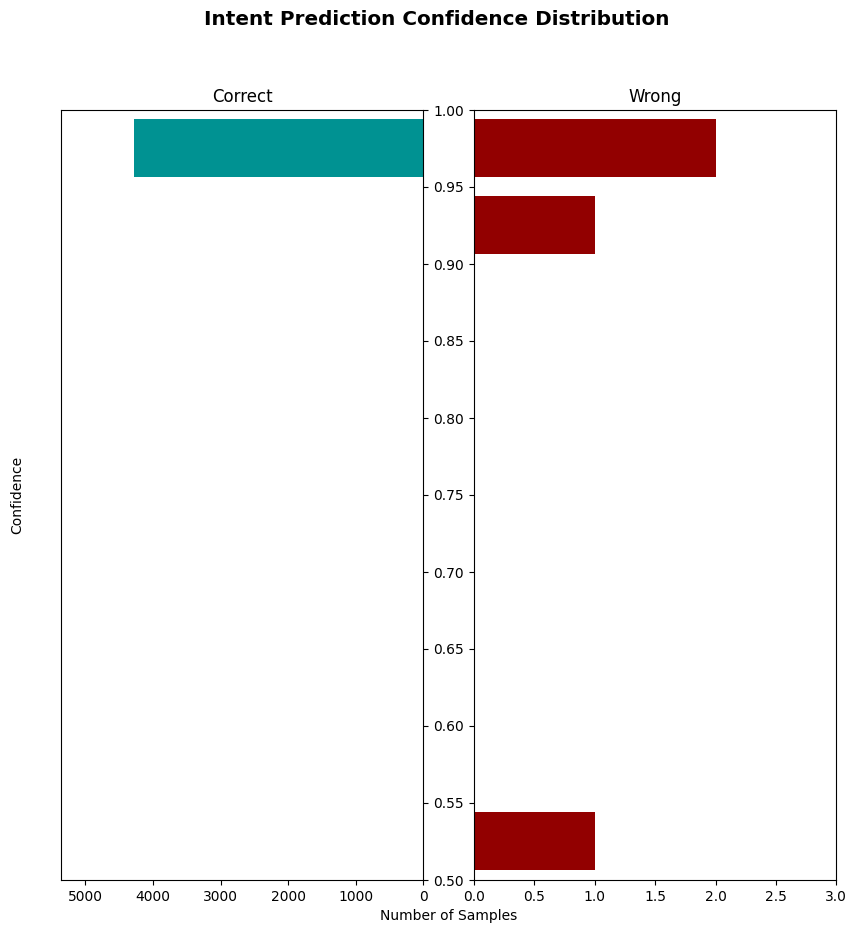 Intent Prediction Confidence Distribution
Correct
Wrong
1.00
0.95
0.90
0.85
0.80
0.75
0.70
0.65
0.60
0.55
0.50
Confidence
5000 4000 3000 2000 1000 0
0.0 0.5 1.0 1.5 2.0 2.5 3.0
Number of Samples